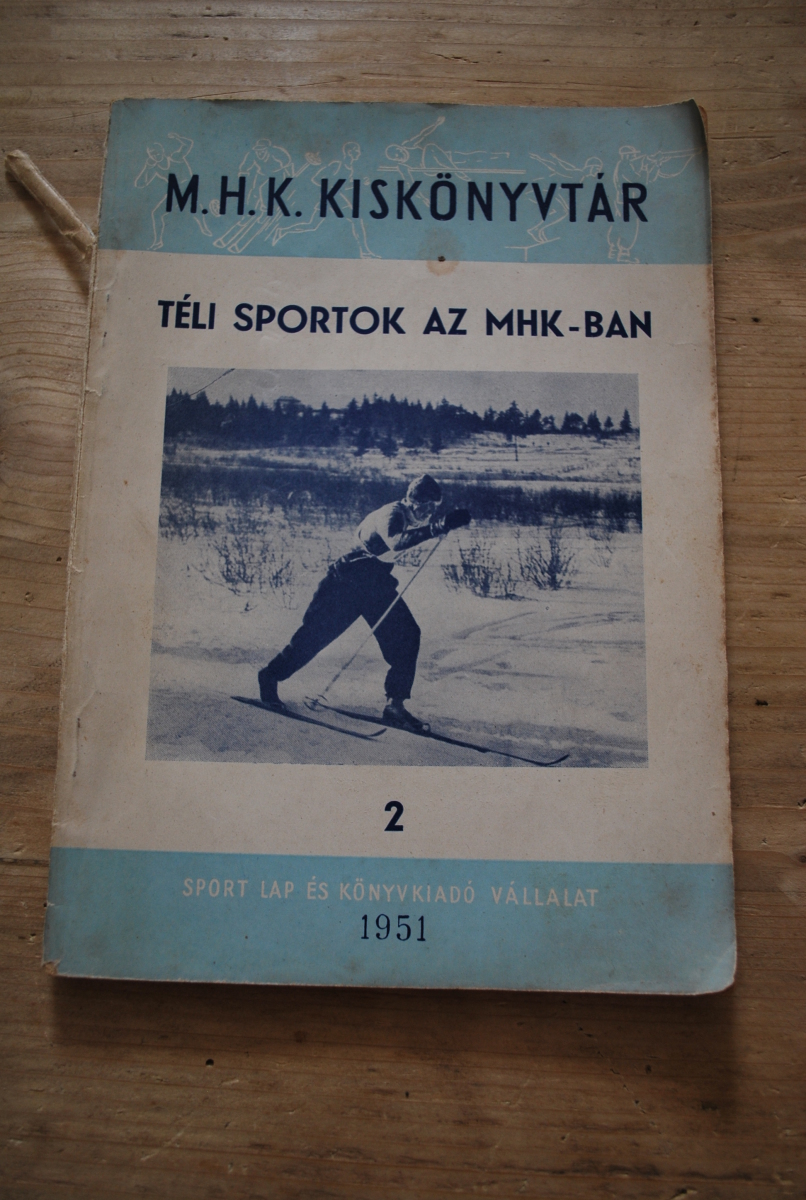 M.H.K. KISKÖNYVTÁR
TÉLI SPORTOK AZ MHK-BAN
2
SPORT LAP ÉS KÖNYVKIADÓ VÁLLALAT
1951